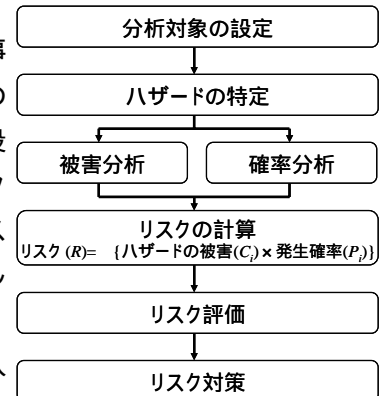 分析対象の設定
ハザードの特定
被害分析
確率分析
リスクの計算
リスク(R)= {ハザードの被害(Ci)×発生確率(Pi)}
リスク評価
リスク対策